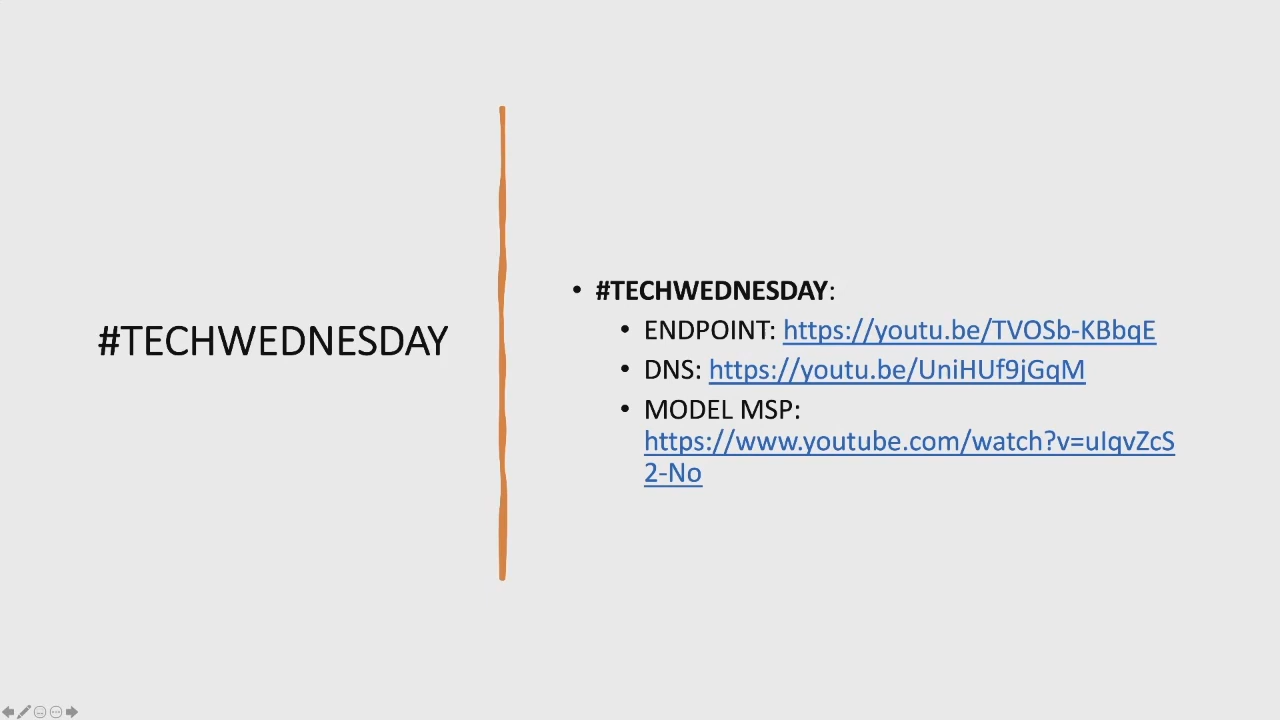 #TECHWEDNESDAY
• #TECHWEDNESDAY:
• ENDPOINT: https://youtu.be/TVOSb-KBbqE
• DNS: https://youtu.be/UniHUf9jGqM
• MODEL MSP:
https://www.youtube.com/watch?v=uIqvZcS
2-No